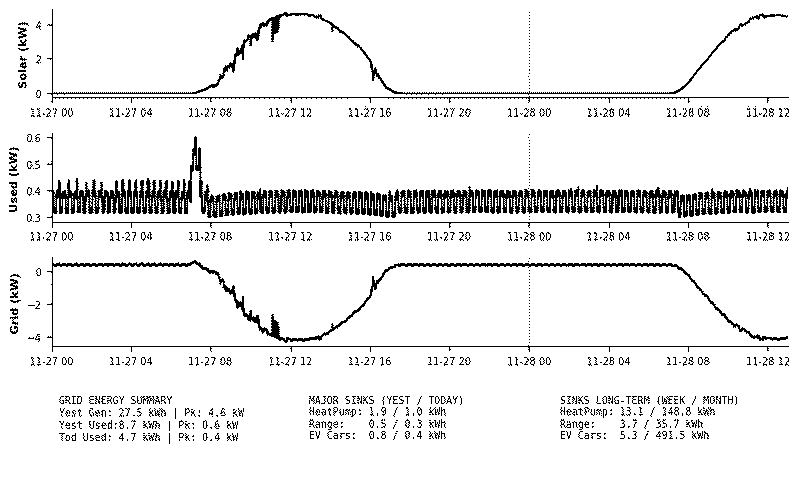 Solar (kW)
4
2
0
11-27 00 11-27 04 11-27 08 11-27 12 11-27 16 11-27 20 11-28 00 11-28 04 11-28 08 11-28 12
Used (kW)
0.6
0.5
0.4
0.3
11-27 00 11-27 04 11-27 08 11-27 12 11-27 16 11-27 20 11-28 00 11-28 04 11-28 08 11-28 12
Grid (kW)
0
−2
−4
11-27 00 11-27 04 11-27 08 11-27 12 11-27 16 11-27 20 11-28 00 11-28 04 11-28 08 11-28 12
GRID ENERGY SUMMARY
Yest Gen: 27.5 kWh | Pk: 4.6 kW
Yest Used:8.7 kWh | Pk: 0.6 kW
Tod Used: 4.7 kWh | Pk: 0.4 kW
MAJOR SINKS (YEST / TODAY)
HeatPump: 1.9 / 1.0 kWh
Range: 0.5 / 0.3 kWh
EV Cars: 0.8 / 0.4 kWh
SINKS LONG-TERM (WEEK / MONTH)
HeatPump: 13.1 / 148.8 kWh
Range: 3.7 / 35.7 kWh
EV Cars: 5.3 / 491.5 kWh